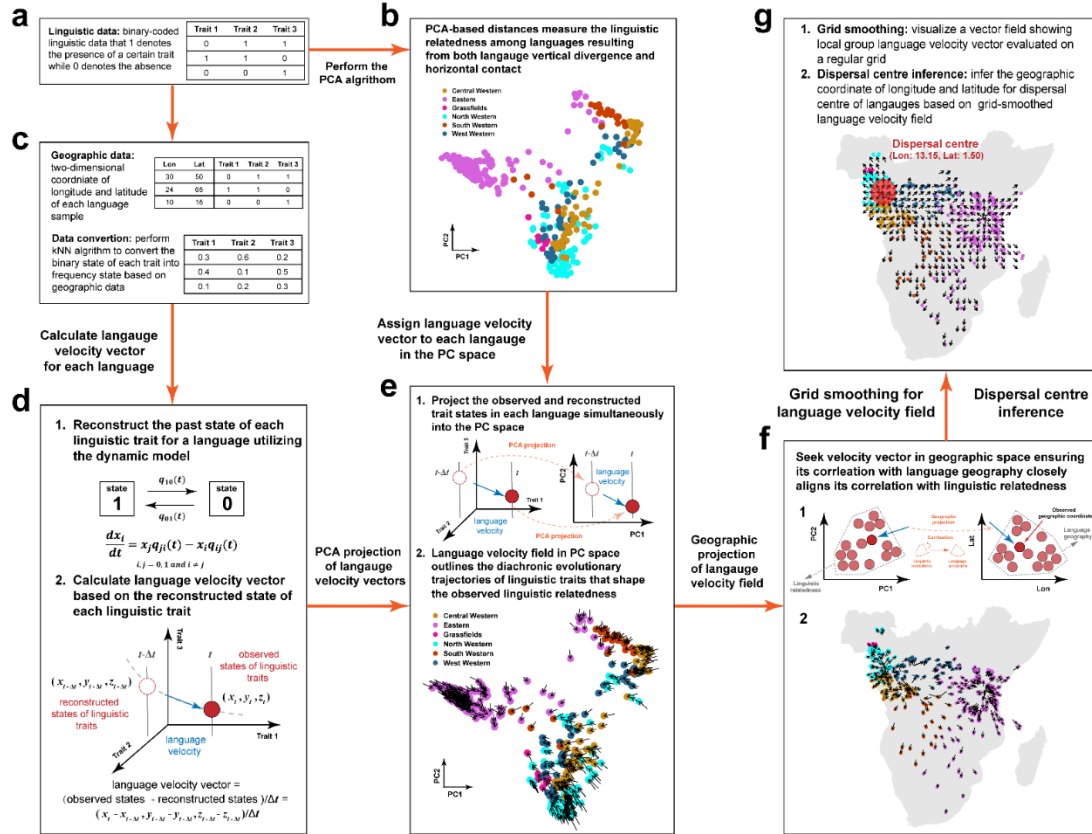 a
Linguistic data: binary-coded
linguistic data that 1 denotes
the presence of a certain trait
while 0 denotes the absence
Trait 1 Trait 2 Trait 3
0 1 1
1 1 0
0 0 1
Perform the
PCA algrithom
b
PCA-based distances measure the linguistic
relatedness among languages resulting
from both langauge vertical divergence and
horizontal contact
Central Western
Eastern
Grassfields
North Western
South Western
West Western
PC2
PC1
c
Geographic data:
two-dimensional
coordniate of
longitude and latitude
of each language
sample
Lon Lat Trait 1 Trait 2 Trait 3
30 50 0 1 1
24 65 1 1 0
10 16 0 0 1
Data convertion: perform
kNN algrithm to convert the
binary state of each trait into
frequency state based on
geographic data
Trait 1 Trait 2 Trait 3
0.3 0.6 0.2
0.4 0.1 0.5
0.1 0.2 0.3
Calculate langauge
velocity vector
for each language
Assign language velocity
vector to each langauge
in the PC space
d
1. Reconstruct the past state of each
linguistic trait for a language utilizing
the dynamic model
state
1
q10(t)
q01(t)
state
0
dxi/dt = xjqji(t) − xiqij(t)
i, j = 0, 1 and i ≠ j
2. Calculate language velocity vector
based on the reconstructed state of
each linguistic trait
Trait 3
t-Δt
t
observed
states of linguistic
traits
(xt-Δt, yt-Δt, zt-Δt)
(xt, yt, zt)
reconstructed
states of linguistic
traits
Trait 1
Trait 2
language
velocity
language velocity vector =
(observed states - reconstructed states )/Δt =
(xt - xt-Δt, yt - yt-Δt, zt - zt-Δt)/Δt
PCA projection
of langauge
velocity vectors
e
1. Project the observed and reconstructed
trait states in each language simultaneously
into the PC space
Trait 3
t-Δt
t
PCA projection
Trait 1
Trait 2
language
velocity
PCA projection
PC2
t-Δt
t
language
velocity
PC1
2. Language velocity field in PC space
outlines the diachronic evolutionary
trajectories of linguistic traits that shape
the observed linguistic relatedness
Central Western
Eastern
Grassfields
North Western
South Western
West Western
PC2
PC1
Geographic
projection
of langauge
velocity field
f
Seek velocity vector in geographic space ensuring
its corrleation with language geography closely
aligns its correlation with linguistic relatedness
1
PC2
PC1
Linguistic
relatedness
Geographic
projection
Lat
Lon
Observed
geographic coordinate
Language
geography
2
Grid smoothing for
language velocity field
Dispersal centre
inference
g
1. Grid smoothing: visualize a vector field showing
local group language velocity vector evaluated on
a regular grid
2. Dispersal centre inference: infer the geographic
coordinate of longitude and latitude for dispersal
centre of langauges based on grid-smoothed
language velocity field
Dispersal centre
(Lon: 13.15, Lat: 1.50)